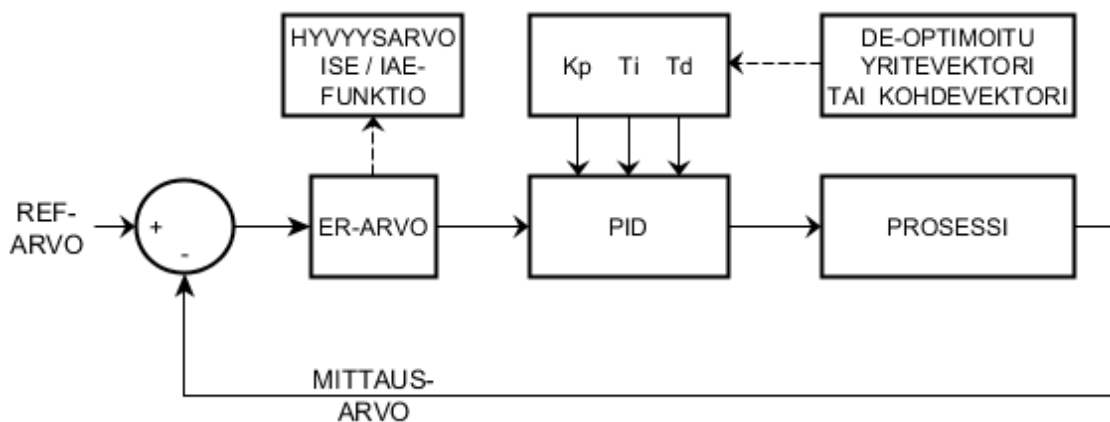 HYVYYSARVO
ISE / IAE-
FUNKTIO
Kp Ti Td
DE-OPTIMOITU
YRITEVEKTORI
TAI KOHDEVEKTORI
REF-
ARVO
+
-
ER-ARVO
PID
PROSESSI
MITTAUS-
ARVO